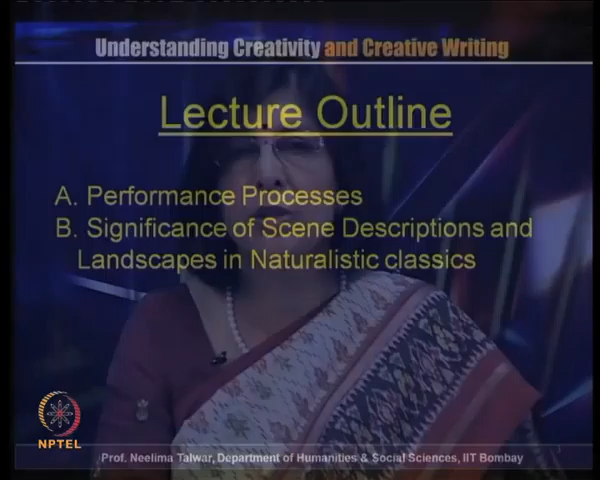 Understanding Creativity and Creative Writing
Lecture Outline
A. Performance Processes
B. Significance of Scene Descriptions and
Landscapes in Naturalistic classics
NPTEL
Prof. Neelima Talwar, Department of Humanities & Social Sciences, IIT Bombay